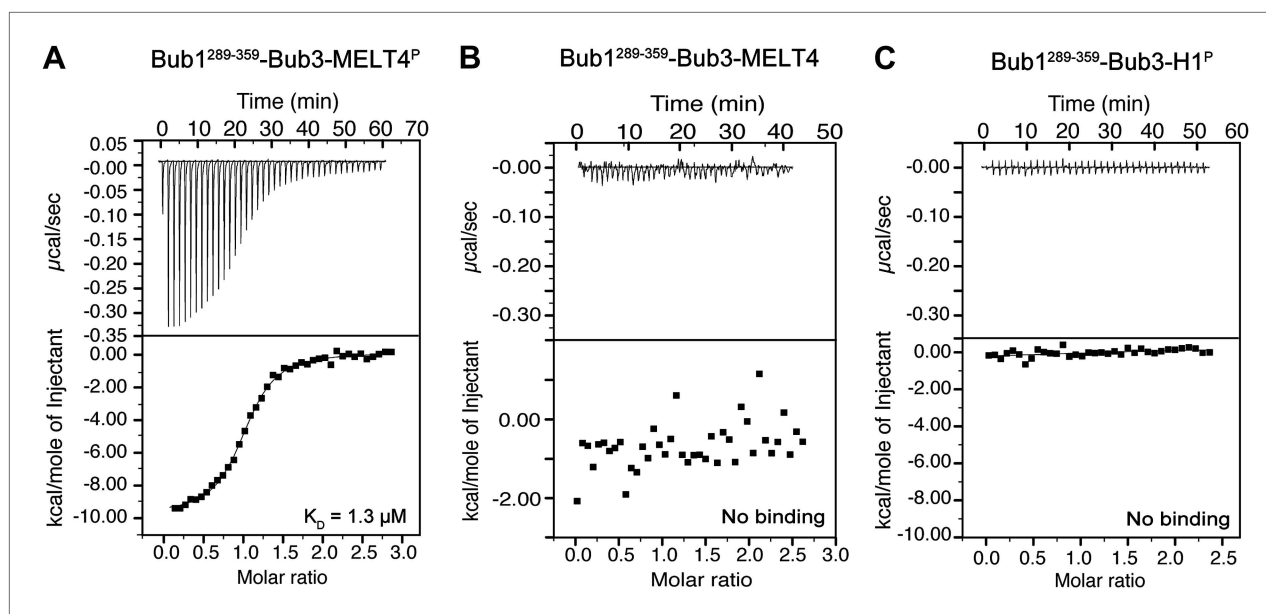 A
Bub1²⁸⁹⁻³⁵⁹-Bub3-MELT4ᴾ
Time (min)
0 10 20 30 40 50 60 70
0.05
-0.00
-0.05
-0.10
-0.15
-0.20
-0.25
-0.30
-0.35
µcal/sec
0.00
-2.00
-4.00
-6.00
-8.00
-10.00
kcal/mole of Injectant
K_D = 1.3 µM
0.0 0.5 1.0 1.5 2.0 2.5 3.0
Molar ratio
B
Bub1²⁸⁹⁻³⁵⁹-Bub3-MELT4
Time (min)
0 10 20 30 40 50
-0.00
-0.10
-0.20
-0.30
µcal/sec
0.00
-2.00
kcal/mole of Injectant
No binding
0.0 0.5 1.0 1.5 2.0 2.5 3.0
Molar ratio
C
Bub1²⁸⁹⁻³⁵⁹-Bub3-H1ᴾ
Time (min)
0 10 20 30 40 50 60
-0.00
-0.10
-0.20
-0.30
µcal/sec
0.00
-2.00
-4.00
-6.00
-8.00
-10.00
kcal/mole of Injectant
No binding
0.0 0.5 1.0 1.5 2.0 2.5
Molar ratio